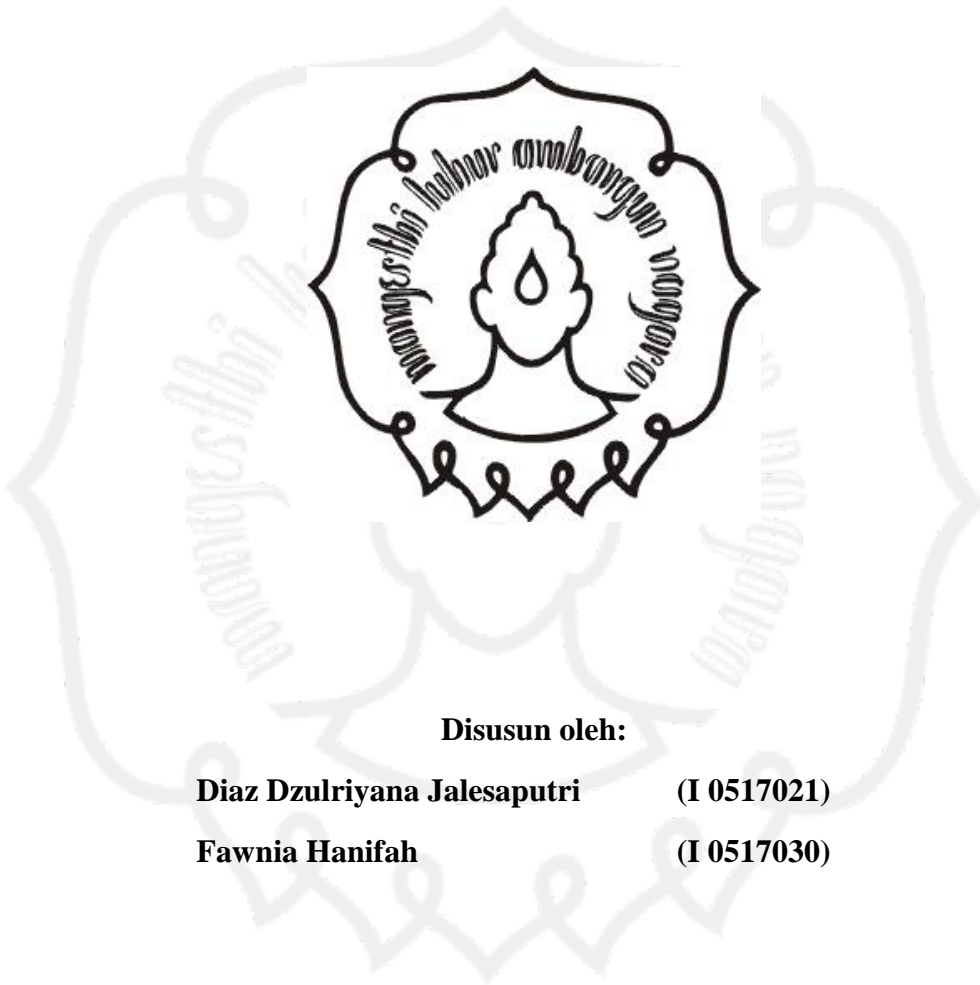 mangesthi luhur ambangun nagara
Disusun oleh:
Diaz Dzulriyana Jalesaputri (I 0517021)
Fawnia Hanifah (I 0517030)